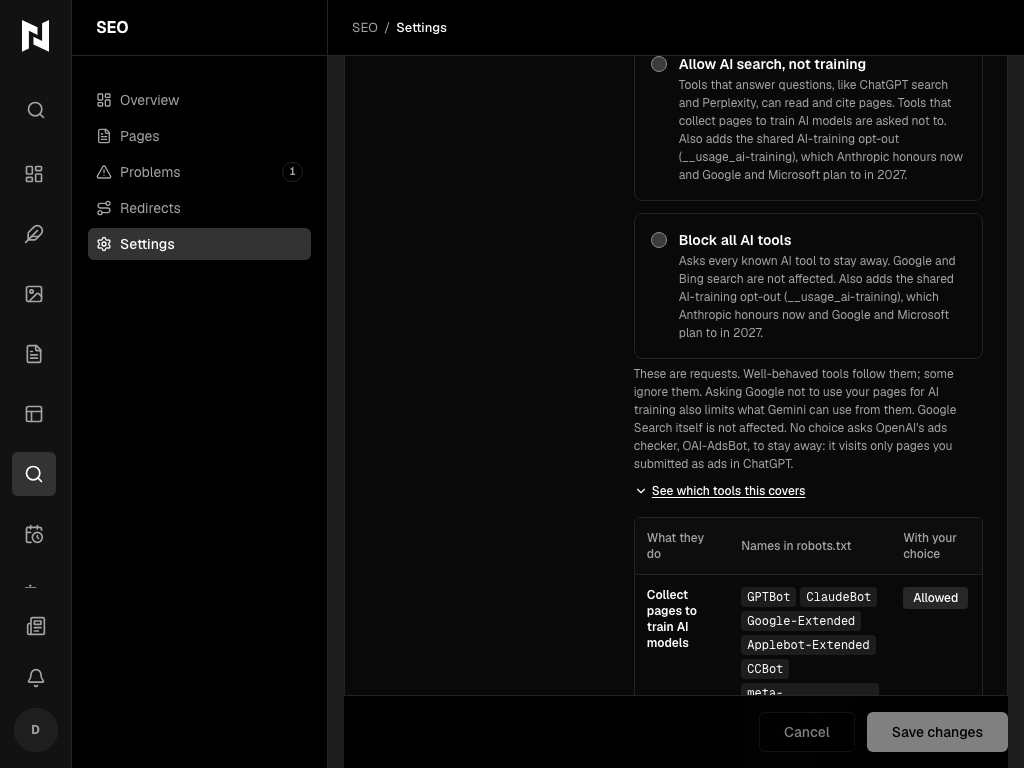 SEO
SEO / Settings
Overview
Pages
Problems 1
Redirects
Settings
D
Allow AI search, not training
Tools that answer questions, like ChatGPT search
and Perplexity, can read and cite pages. Tools that
collect pages to train AI models are asked not to.
Also adds the shared AI-training opt-out
(__usage_ai-training), which Anthropic honours now
and Google and Microsoft plan to in 2027.
Block all AI tools
Asks every known AI tool to stay away. Google and
Bing search are not affected. Also adds the shared
AI-training opt-out (__usage_ai-training), which
Anthropic honours now and Google and Microsoft
plan to in 2027.
These are requests. Well-behaved tools follow them; some
ignore them. Asking Google not to use your pages for AI
training also limits what Gemini can use from them. Google
Search itself is not affected. No choice asks OpenAI's ads
checker, OAI-AdsBot, to stay away: it visits only pages you
submitted as ads in ChatGPT.
See which tools this covers
What they
do
Names in robots.txt
With your
choice
Collect
pages to
train AI
models
GPTBot ClaudeBot
Google-Extended
Applebot-Extended
CCBot
meta-
Allowed
Cancel
Save changes